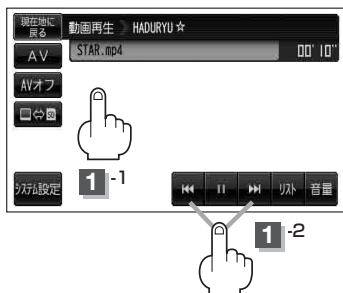 現在地に
戻る
動画再生 HADURYU☆
AV
STAR.mp4 00'10"
AVオフ
SD
システム設定
1 -1
リスト
音量
1 -2